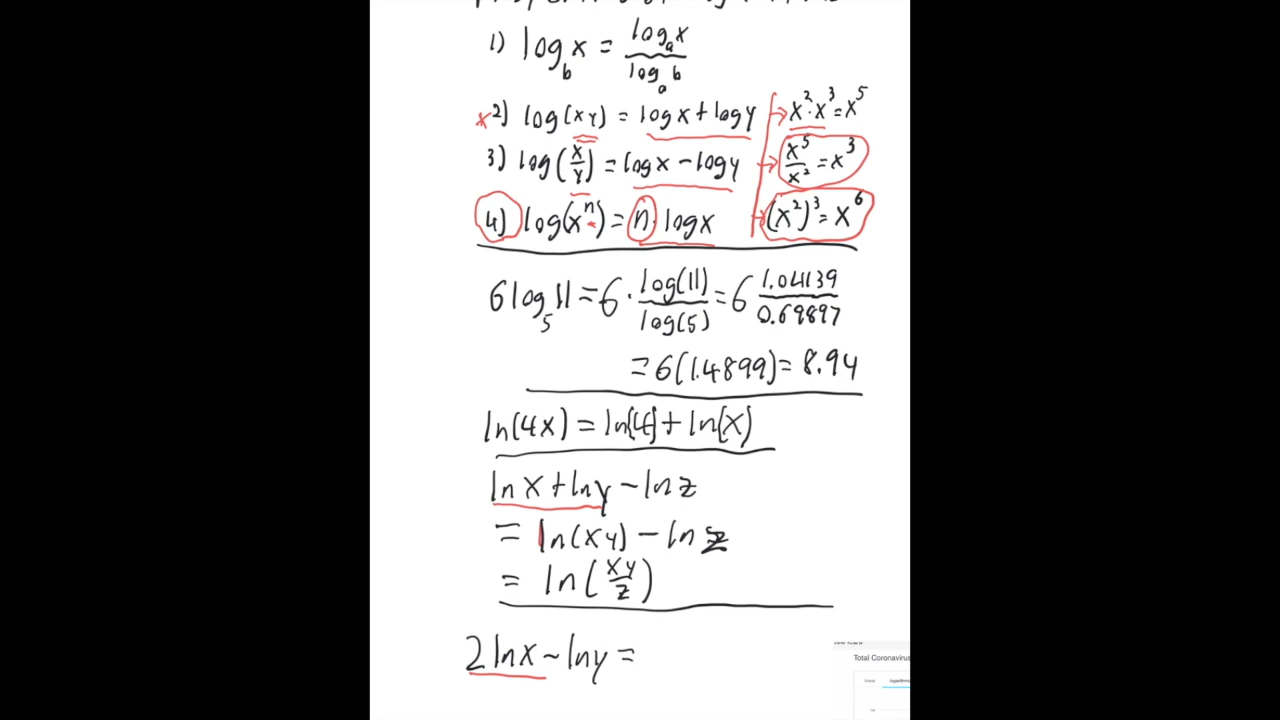 1) log_b x = log_a x / log_a b
x 2) log(xy) = log x + log y → x²·x³=x⁵
3) log(x/y) = log x − log y → x⁵/x² = x³
4) log(xⁿ) = n·log x → (x²)³ = x⁶
6 log₅ 11 = 6 · log(11)/log(5) = 6 1.04139/0.69897
= 6(1.4899) = 8.94
ln(4x) = ln(4) + ln(x)
ln x + ln y − ln z
= ln(xy) − ln z
= ln(xy/z)
2 ln x − ln y =
Total Coronavirus
linear logarithmic